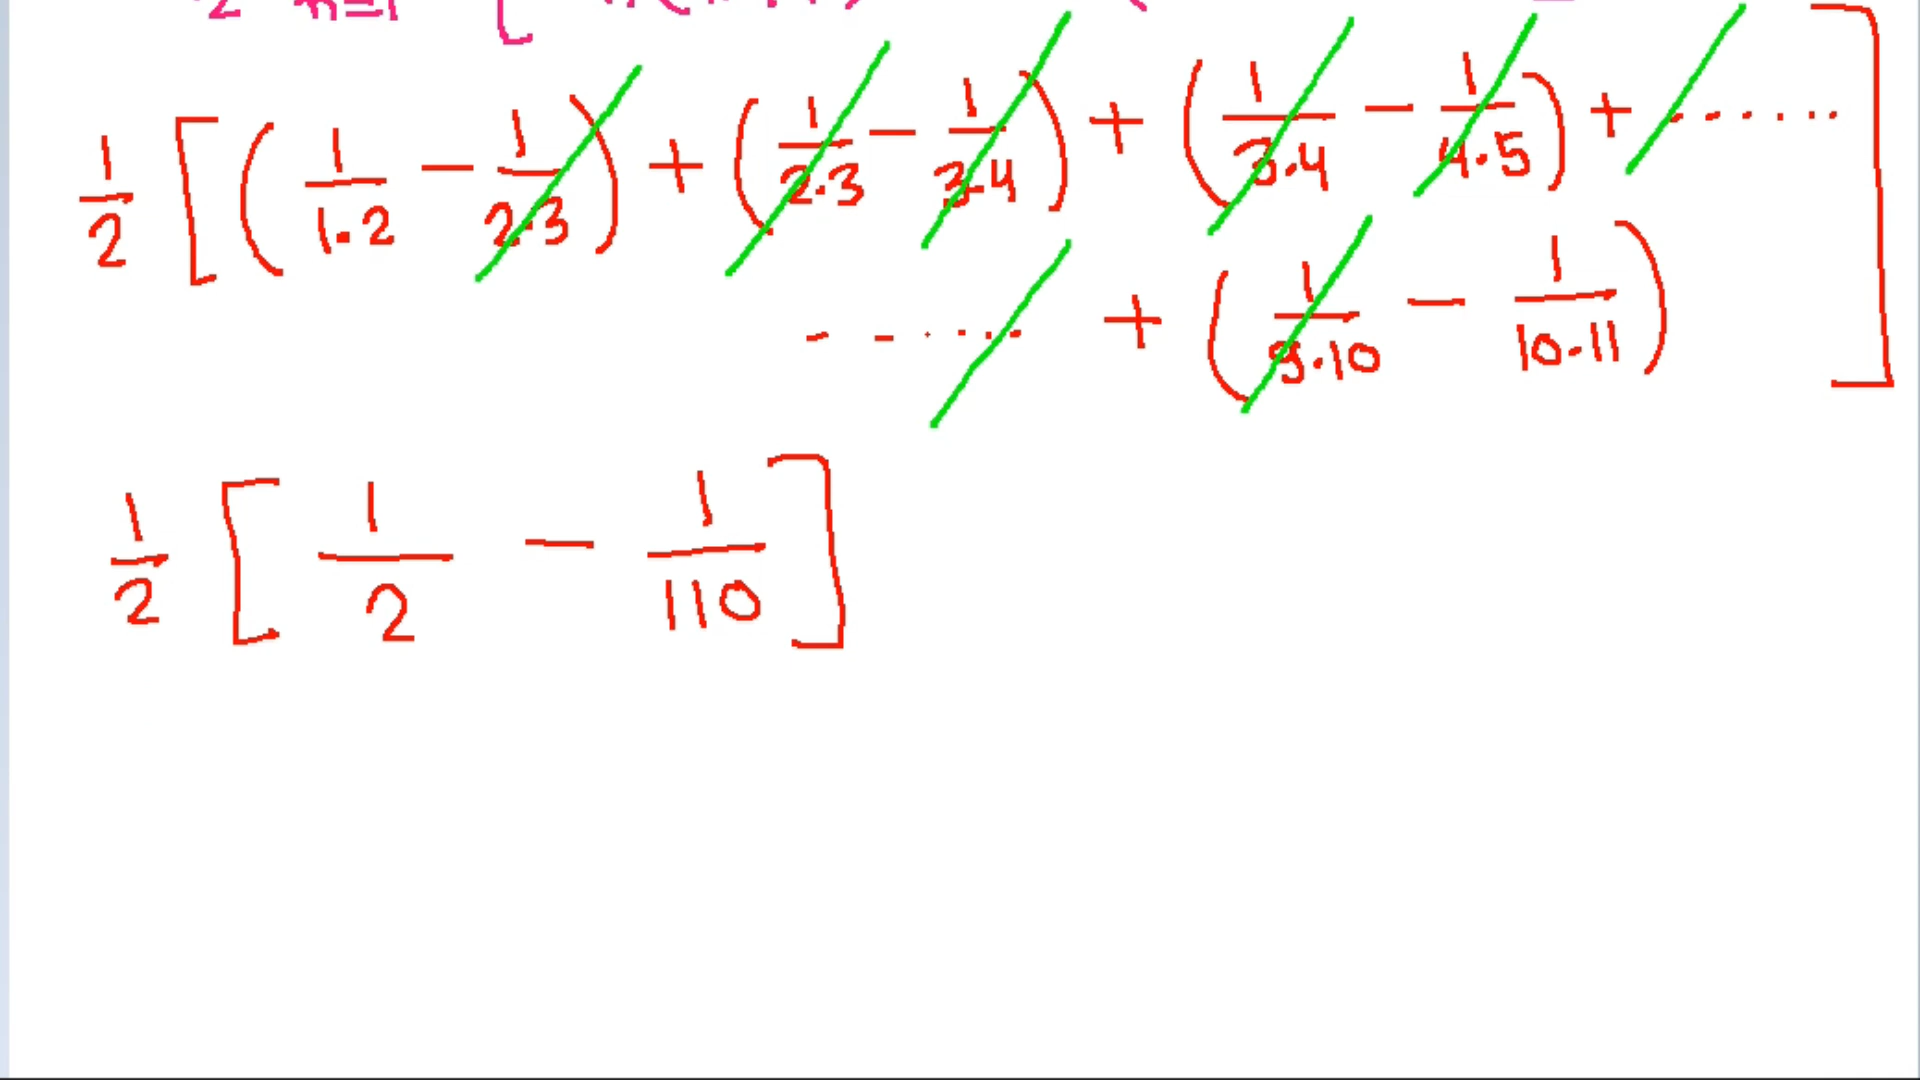 1/2 [ ( 1/1.2 − 1/2.3 ) + ( 1/2.3 − 1/3.4 ) + ( 1/3.4 − 1/4.5 ) + ......
- - ..... + ( 1/9.10 − 1/10.11 ) ]
1/2 [ 1/2 − 1/110 ]